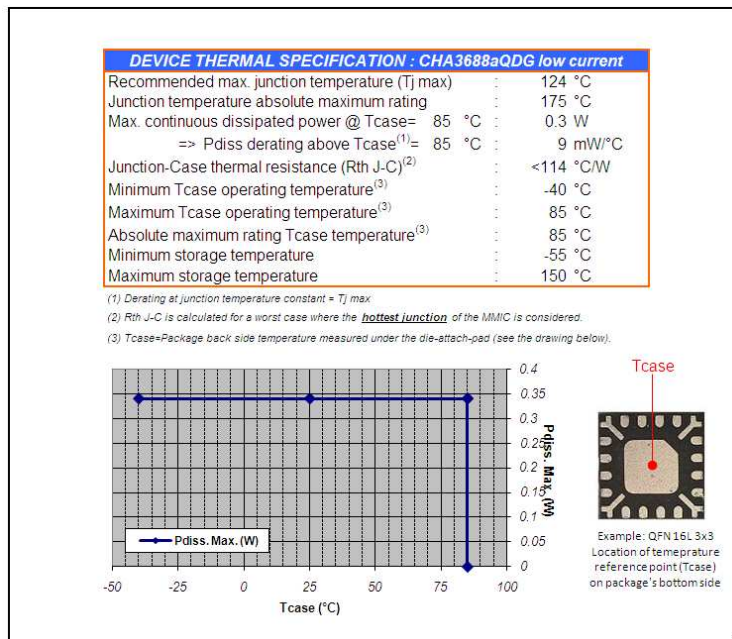 DEVICE THERMAL SPECIFICATION : CHA3688aQDG low current
Recommended max. junction temperature (Tj max) : 124 °C
Junction temperature absolute maximum rating : 175 °C
Max. continuous dissipated power @ Tcase= 85 °C : 0.3 W
=> Pdiss derating above Tcase(1)= 85 °C : 9 mW/°C
Junction-Case thermal resistance (Rth J-C)(2) : <114 °C/W
Minimum Tcase operating temperature(3) : -40 °C
Maximum Tcase operating temperature(3) : 85 °C
Absolute maximum rating Tcase temperature(3) : 85 °C
Minimum storage temperature : -55 °C
Maximum storage temperature : 150 °C
(1) Derating at junction temperature constant = Tj max
(2) Rth J-C is calculated for a worst case where the hottest junction of the MMIC is considered.
(3) Tcase=Package back side temperature measured under the die-attach-pad (see the drawing below).
0.4
0.35
0.3
0.25
0.2
0.15
0.1
0.05
0
Pdiss. Max. (W)
Pdiss. Max. (W)
-50 -25 0 25 50 75 100
Tcase (°C)
Tcase
Example: QFN 16L 3x3
Location of temeprature
reference point (Tcase)
on package's bottom side